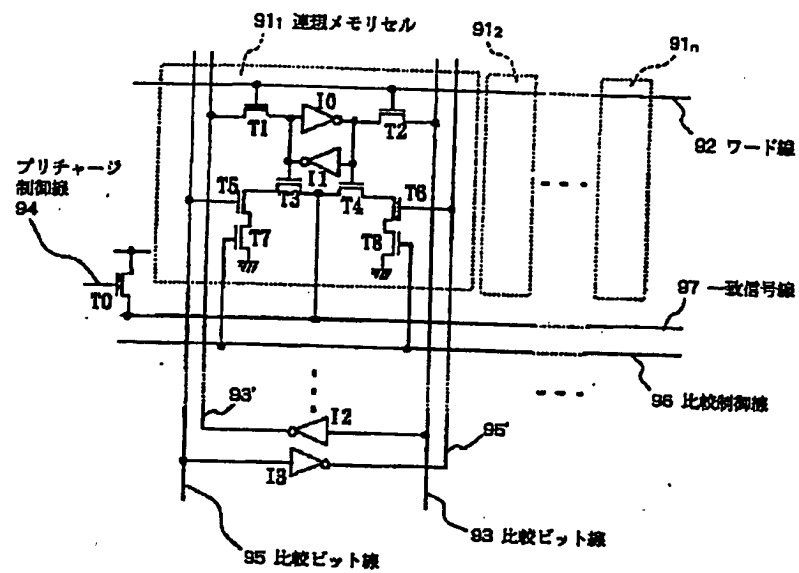 91₁ 連想メモリセル
91₂
91ₙ
I0
T1
T2
92 ワード線
I1
プリチャージ
制御線
94
T5
T3
T4
T6
T7
T8
T0
97 一致信号線
96 比較制御線
93'
I2
95'
I3
95 比較ビット線
93 比較ビット線